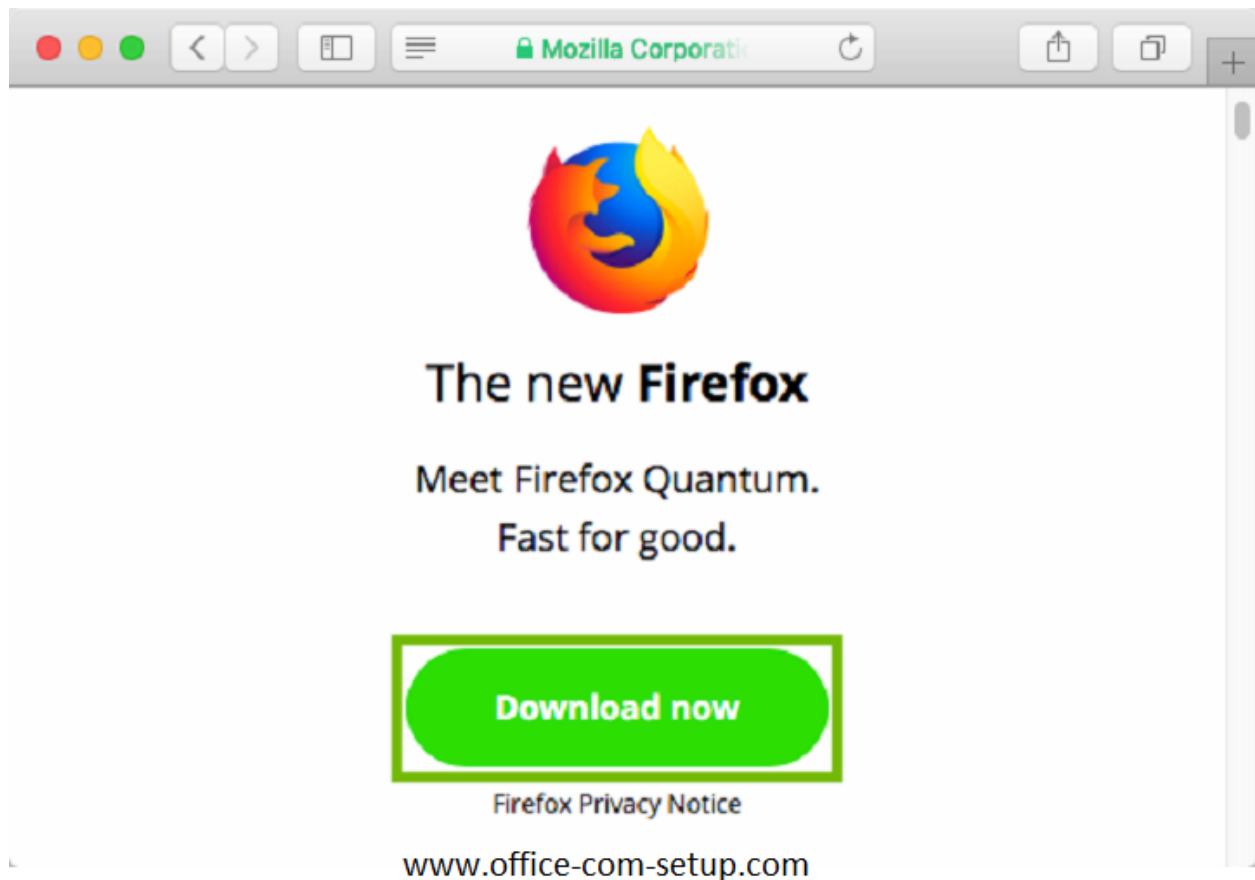 Mozilla Corporati
The new Firefox
Meet Firefox Quantum.
Fast for good.
Download now
Firefox Privacy Notice
www.office-com-setup.com